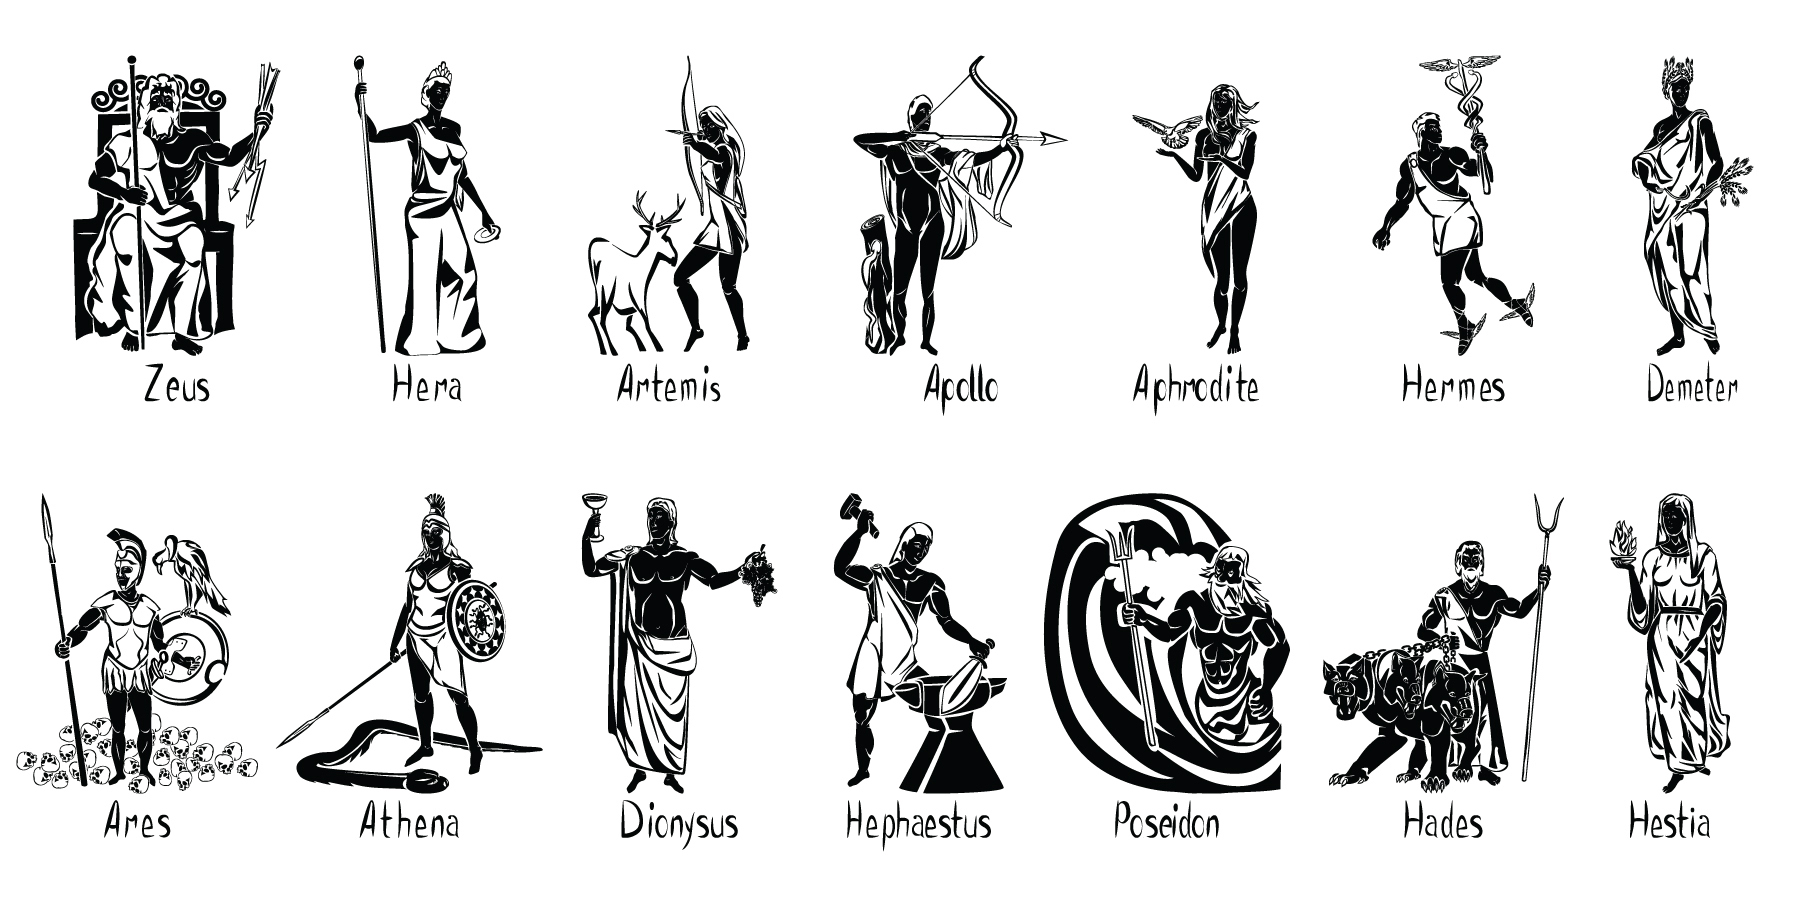 Zeus
Hera
Artemis
Apollo
Aphrodite
Hermes
Demeter
Ares
Athena
Dionysus
Hephaestus
Poseidon
Hades
Hestia